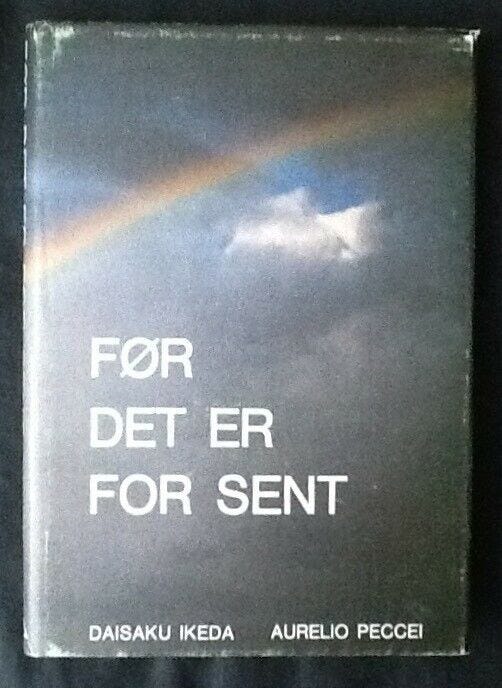 FØR
DET ER
FOR SENT
DAISAKU IKEDA AURELIO PECCEI